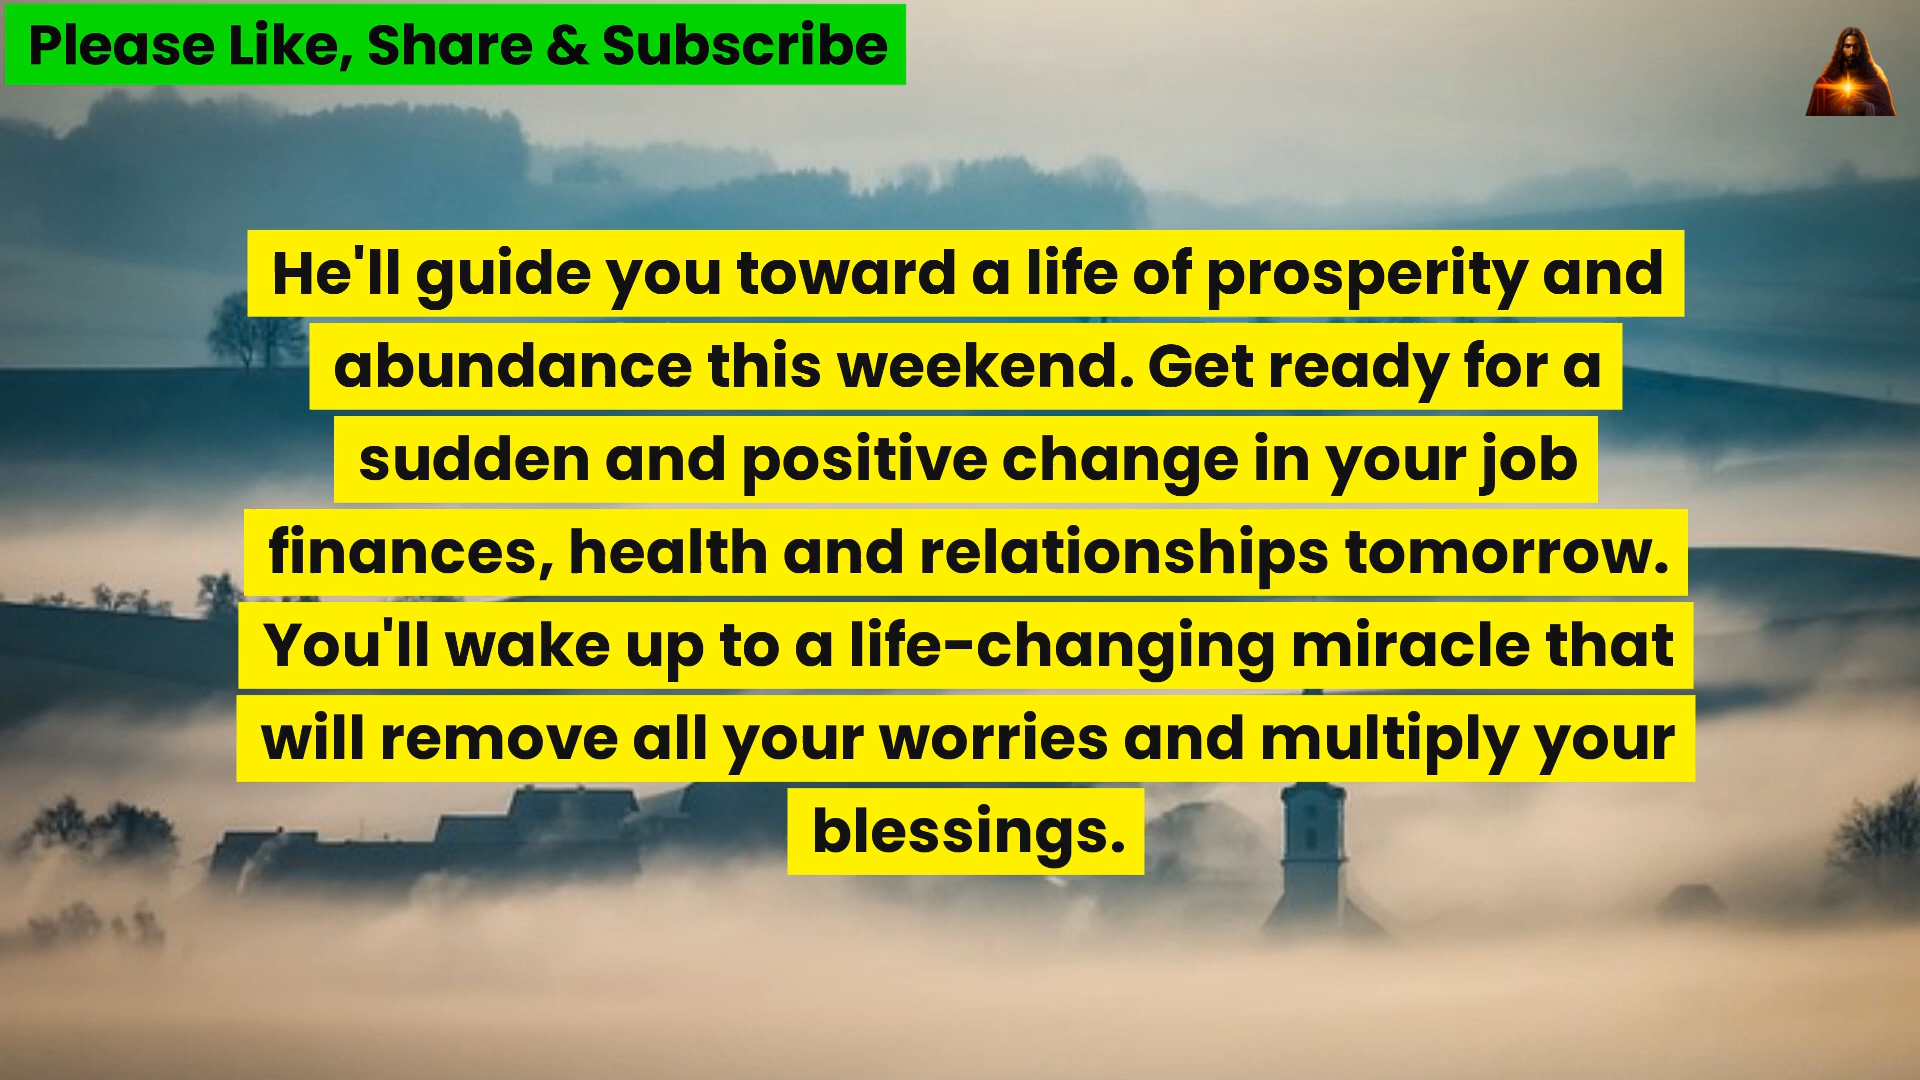 Please Like, Share & Subscribe
He'll guide you toward a life of prosperity and
abundance this weekend. Get ready for a
sudden and positive change in your job
finances, health and relationships tomorrow.
You'll wake up to a life-changing miracle that
will remove all your worries and multiply your
blessings.